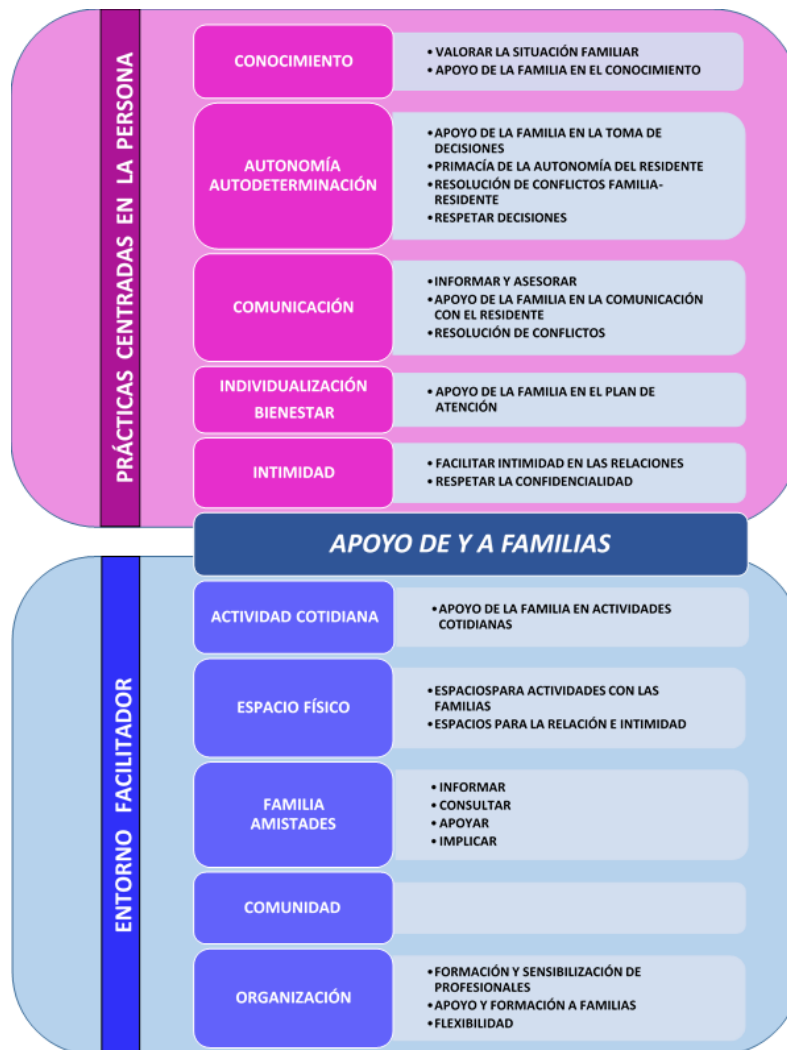 PRÁCTICAS CENTRADAS EN LA PERSONA
CONOCIMIENTO
• VALORAR LA SITUACIÓN FAMILIAR
• APOYO DE LA FAMILIA EN EL CONOCIMIENTO
AUTONOMÍA
AUTODETERMINACIÓN
• APOYO DE LA FAMILIA EN LA TOMA DE
DECISIONES
• PRIMACÍA DE LA AUTONOMÍA DEL RESIDENTE
• RESOLUCIÓN DE CONFLICTOS FAMILIA-
RESIDENTE
• RESPETAR DECISIONES
COMUNICACIÓN
• INFORMAR Y ASESORAR
• APOYO DE LA FAMILIA EN LA COMUNICACIÓN
CON EL RESIDENTE
• RESOLUCIÓN DE CONFLICTOS
INDIVIDUALIZACIÓN
BIENESTAR
• APOYO DE LA FAMILIA EN EL PLAN DE
ATENCIÓN
INTIMIDAD
• FACILITAR INTIMIDAD EN LAS RELACIONES
• RESPETAR LA CONFIDENCIALIDAD
APOYO DE Y A FAMILIAS
ENTORNO FACILITADOR
ACTIVIDAD COTIDIANA
• APOYO DE LA FAMILIA EN ACTIVIDADES
COTIDIANAS
ESPACIO FÍSICO
• ESPACIOSPARA ACTIVIDADES CON LAS
FAMILIAS
• ESPACIOS PARA LA RELACIÓN E INTIMIDAD
FAMILIA
AMISTADES
• INFORMAR
• CONSULTAR
• APOYAR
• IMPLICAR
COMUNIDAD
ORGANIZACIÓN
• FORMACIÓN Y SENSIBILIZACIÓN DE
PROFESIONALES
• APOYO Y FORMACIÓN A FAMILIAS
• FLEXIBILIDAD